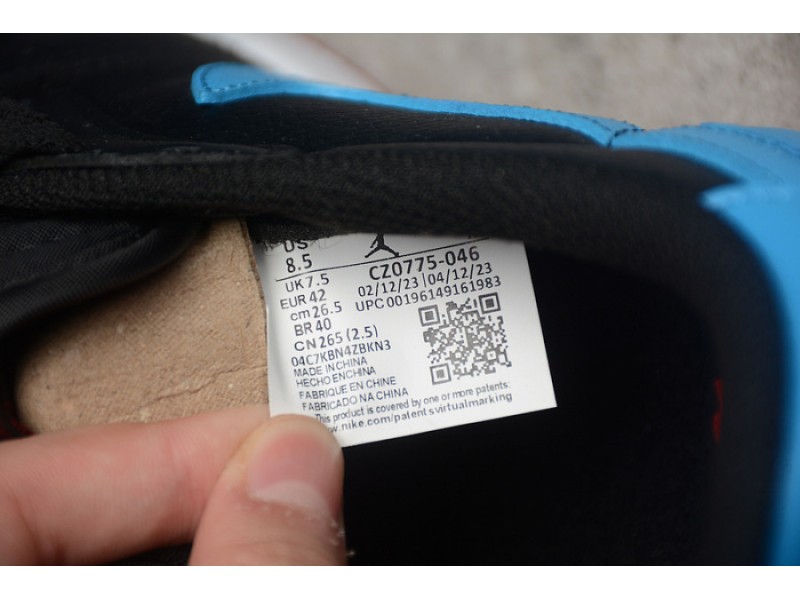 US
8.5
UK 7.5
EUR 42
cm 26.5
BR 40
CN 265 (2.5)
04C7KBN4ZBKN3
MADE IN CHINA
HECHO EN CHINA
FABRIQUE EN CHINE
FABRICADO NA CHINA
This product is covered by one or more patents:
.nike.com/patents.virtualmarking
CZ0775-046
02/12/23 | 04/12/23
UPC 00196149161983